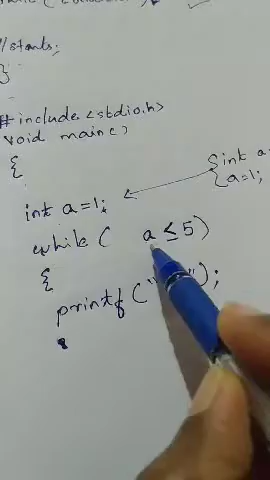 //stants;
}
# include <stdio.h>
void main()
{
int a
int a=1;
{a=1;
while ( a ≤ 5)
{
printf(" ");